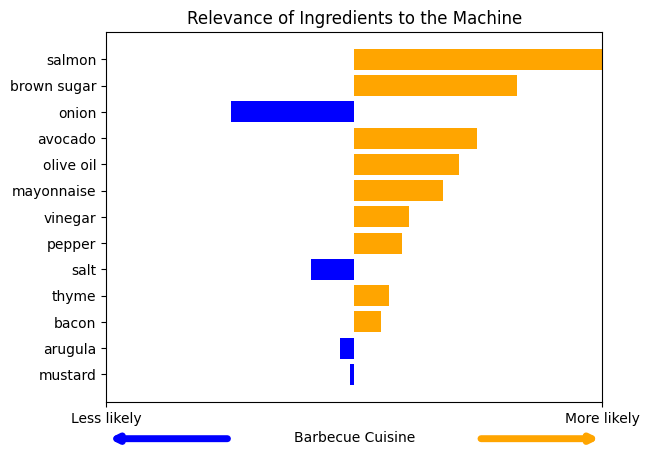 Relevance of Ingredients to the Machine
salmon
brown sugar
onion
avocado
olive oil
mayonnaise
vinegar
pepper
salt
thyme
bacon
arugula
mustard
Less likely
More likely
Barbecue Cuisine